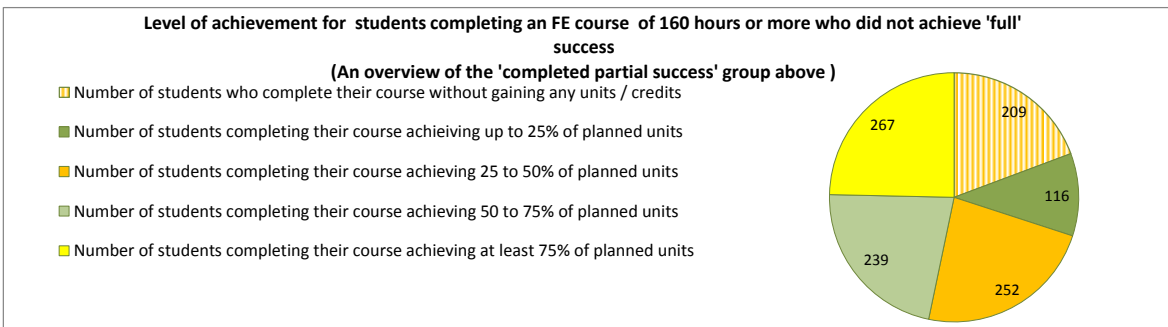 Level of achievement for  students completing an FE course  of 160 hours or more who did not achieve 'full'
success
(An overview of the 'completed partial success' group above )
Number of students who complete their course without gaining any units / credits
Number of students completing their course achieiving up to 25% of planned units
Number of students completing their course achieving 25 to 50% of planned units
Number of students completing their course achieving 50 to 75% of planned units
Number of students completing their course achieving at least 75% of planned units
209
116
252
239
267